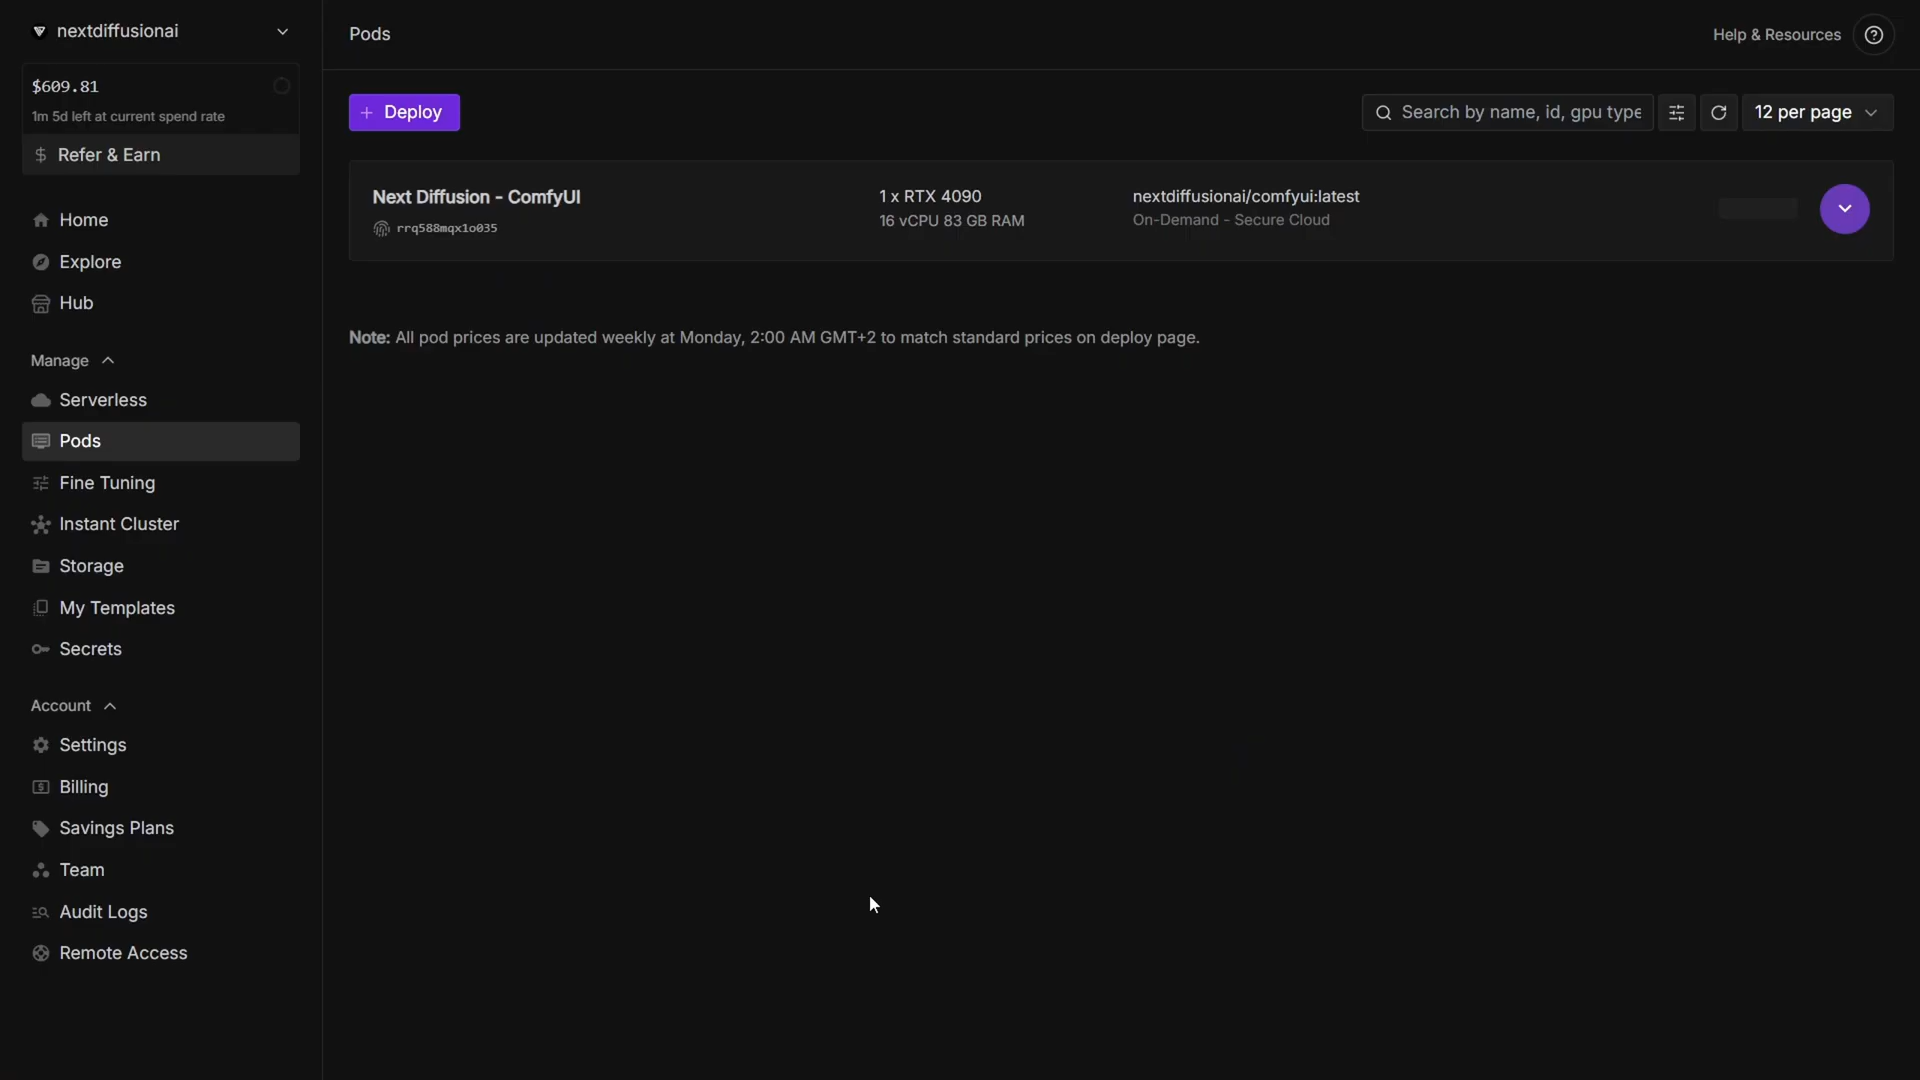 nextdiffusionai
$609.81
1m 5d left at current spend rate
Refer & Earn
Home
Explore
Hub
Manage
Serverless
Pods
Fine Tuning
Instant Cluster
Storage
My Templates
Secrets
Account
Settings
Billing
Savings Plans
Team
Audit Logs
Remote Access
Pods
Help & Resources
+ Deploy
Search by name, id, gpu type
12 per page
Next Diffusion - ComfyUI
rrq588mqx1o035
1 x RTX 4090
16 vCPU 83 GB RAM
nextdiffusionai/comfyui:latest
On-Demand - Secure Cloud
Note: All pod prices are updated weekly at Monday, 2:00 AM GMT+2 to match standard prices on deploy page.